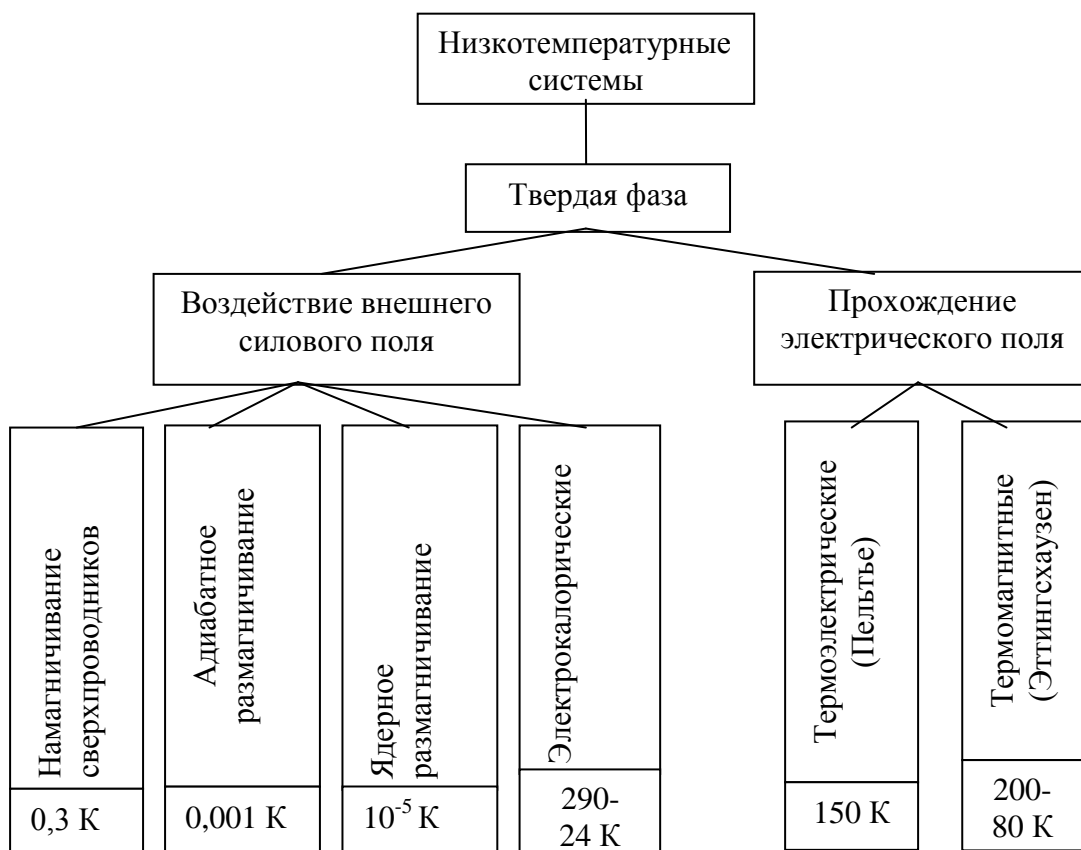 Низкотемпературные
системы
Твердая фаза
Воздействие внешнего
силового поля
Прохождение
электрического поля
Намагничивание
сверхпроводников
0,3 К
Адиабатное
размагничивание
0,001 К
Ядерное
размагничивание
10⁻⁵ К
Электрокалорические
290-
24 К
Термоэлектрические
(Пельтье)
150 К
Термомагнитные
(Эттингсхаузен)
200-
80 К